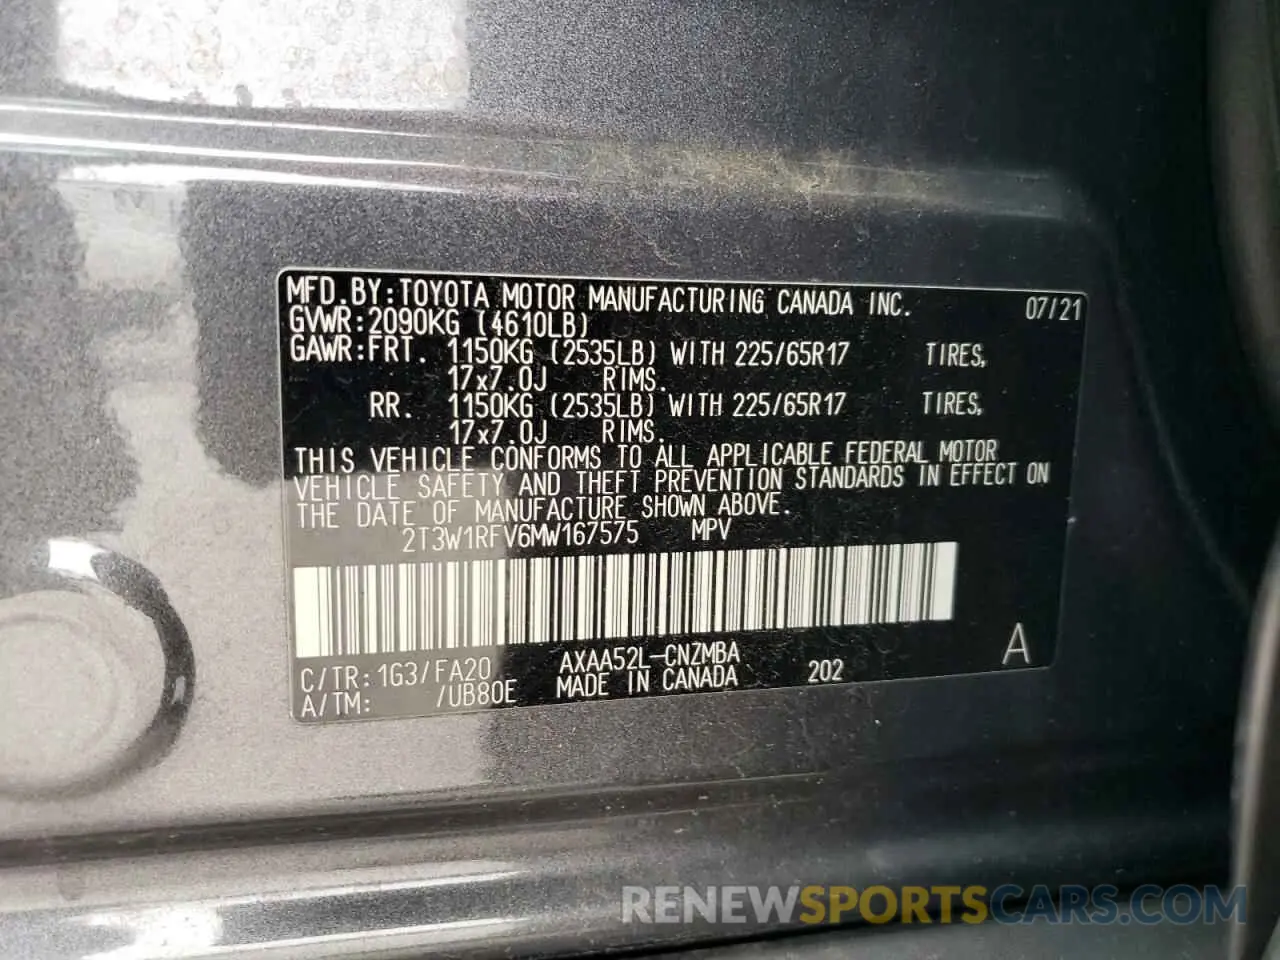 MFD.BY:TOYOTA MOTOR MANUFACTURING CANADA INC. 07/21
GVWR:2090KG (4610LB)
GAWR:FRT. 1150KG (2535LB) WITH 225/65R17 TIRES,
17x7.0J RIMS.
RR. 1150KG (2535LB) WITH 225/65R17 TIRES,
17x7.0J RIMS.
THIS VEHICLE CONFORMS TO ALL APPLICABLE FEDERAL MOTOR
VEHICLE SAFETY AND THEFT PREVENTION STANDARDS IN EFFECT ON
THE DATE OF MANUFACTURE SHOWN ABOVE.
2T3W1RFV6MW167575 MPV
C/TR:1G3/FA20 AXAA52L-CNZMBA 202 A
A/TM: /UB80E MADE IN CANADA
RENEWSPORTSCARS.COM